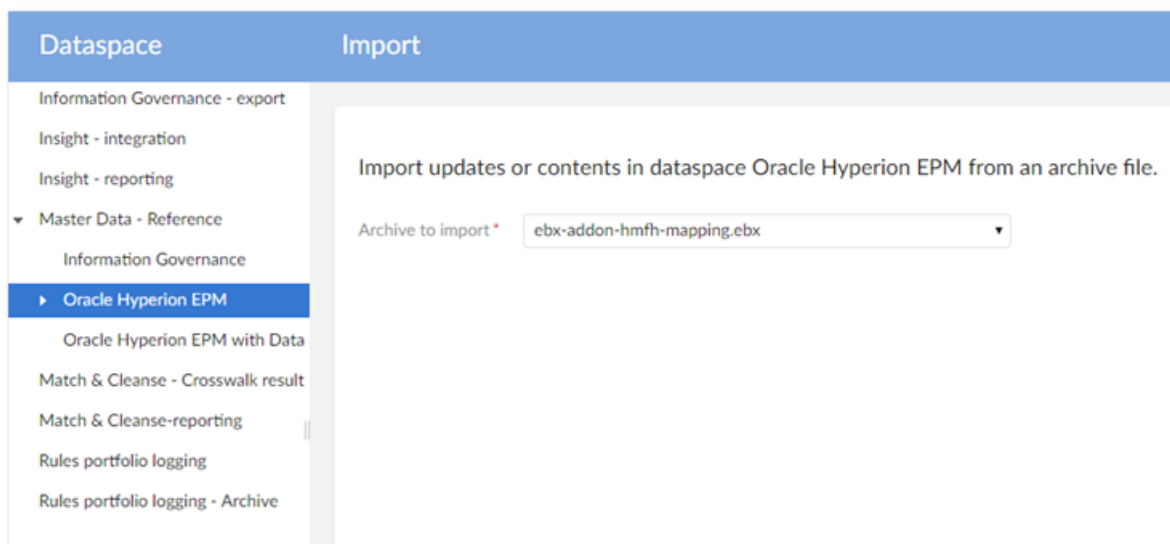 Dataspace
Import
Information Governance - export
Insight - integration
Insight - reporting
Master Data - Reference
Information Governance
Oracle Hyperion EPM
Oracle Hyperion EPM with Data
Match & Cleanse - Crosswalk result
Match & Cleanse-reporting
Rules portfolio logging
Rules portfolio logging - Archive
Import updates or contents in dataspace Oracle Hyperion EPM from an archive file.
Archive to import * ebx-addon-hmfh-mapping.ebx